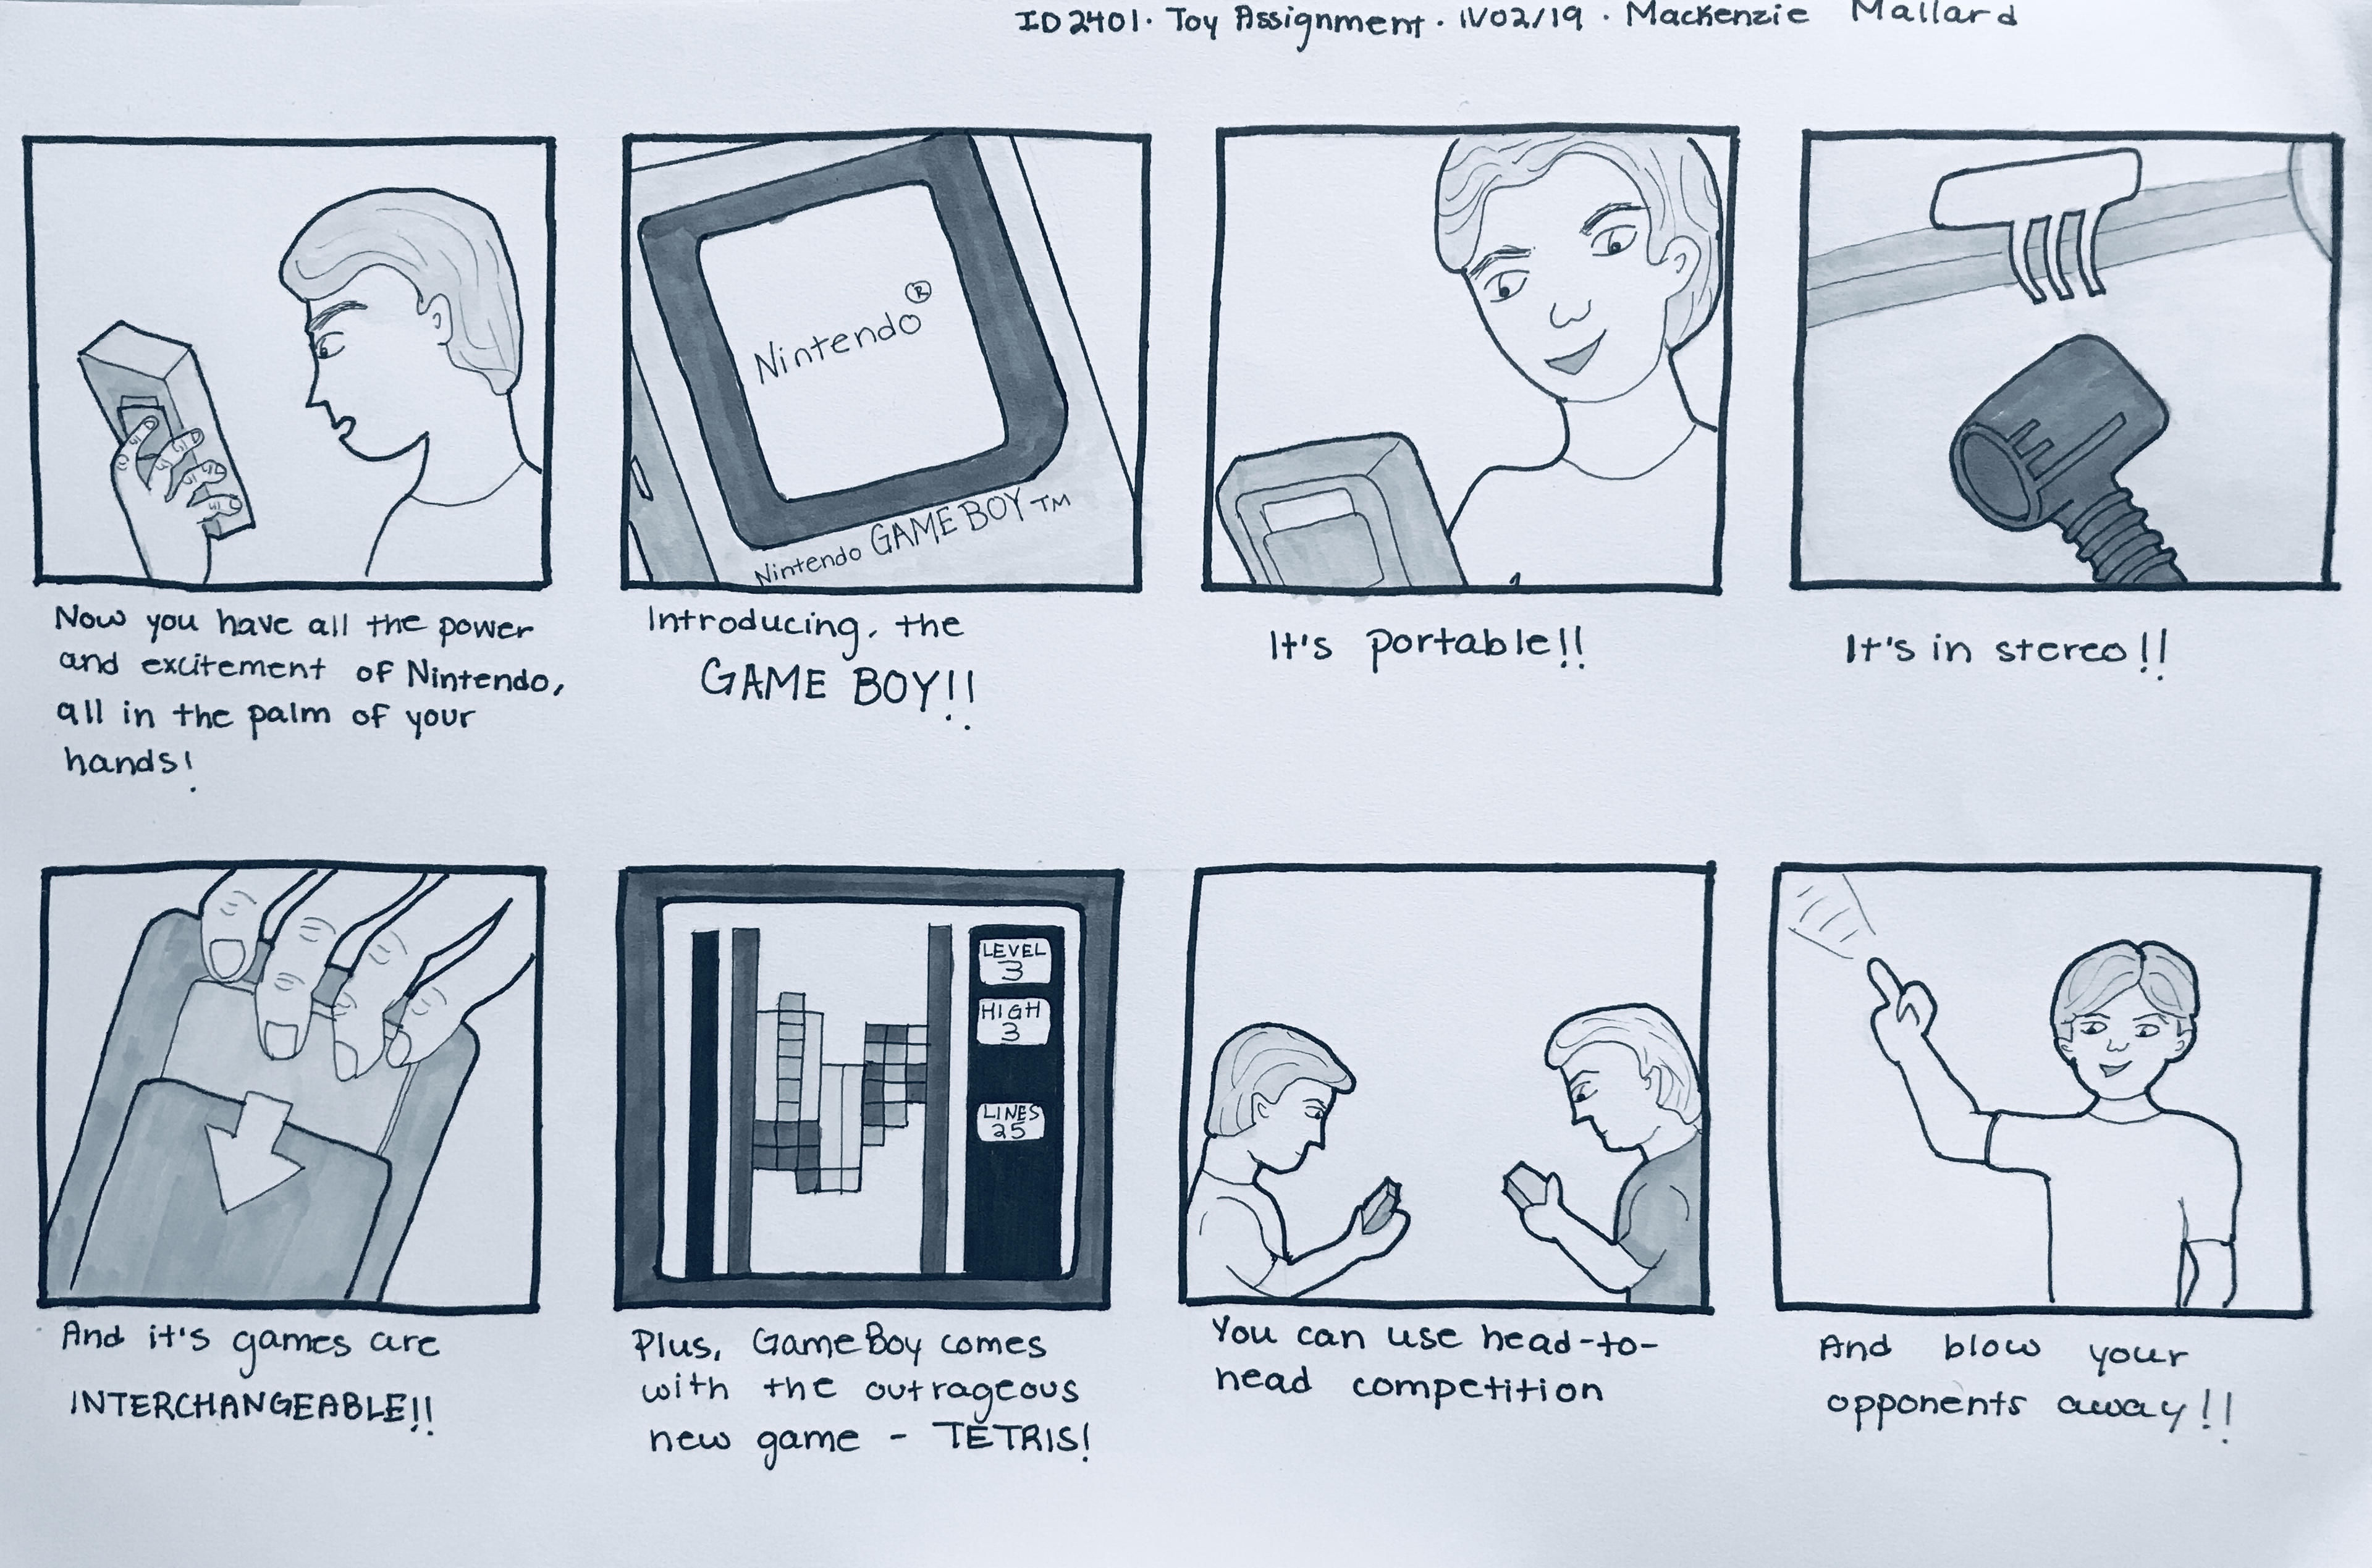 ID2401. Toy Assignment. 11/02/19. Mackenzie Mallard
Nintendo®
Nintendo GAME BOY™
Now you have all the power
and excitement of Nintendo,
all in the palm of your
hands!
Introducing, the
GAME BOY!!
It's portable!!
It's in stereo!!
LEVEL
3
HIGH
3
LINES
25
And it's games are
INTERCHANGEABLE!!
Plus, GameBoy comes
with the outrageous
new game - TETRIS!
You can use head-to-
head competition
And blow your
opponents away!!